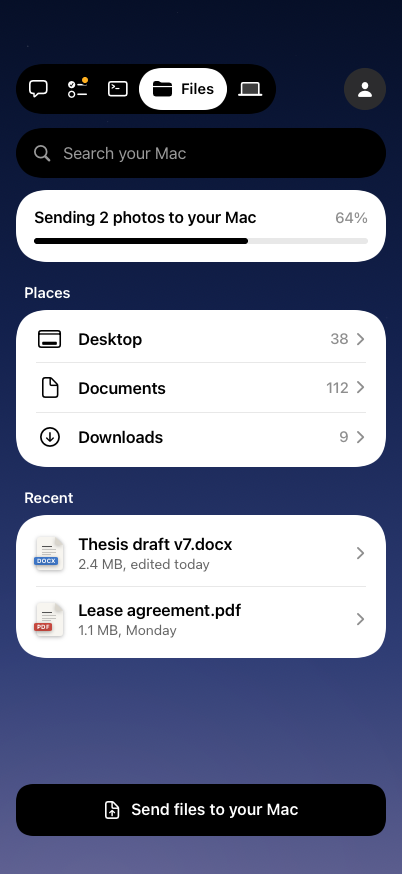 Files
Search your Mac
Sending 2 photos to your Mac 64%
Places
Desktop 38
Documents 112
Downloads 9
Recent
DOCX
Thesis draft v7.docx
2.4 MB, edited today
PDF
Lease agreement.pdf
1.1 MB, Monday
Send files to your Mac